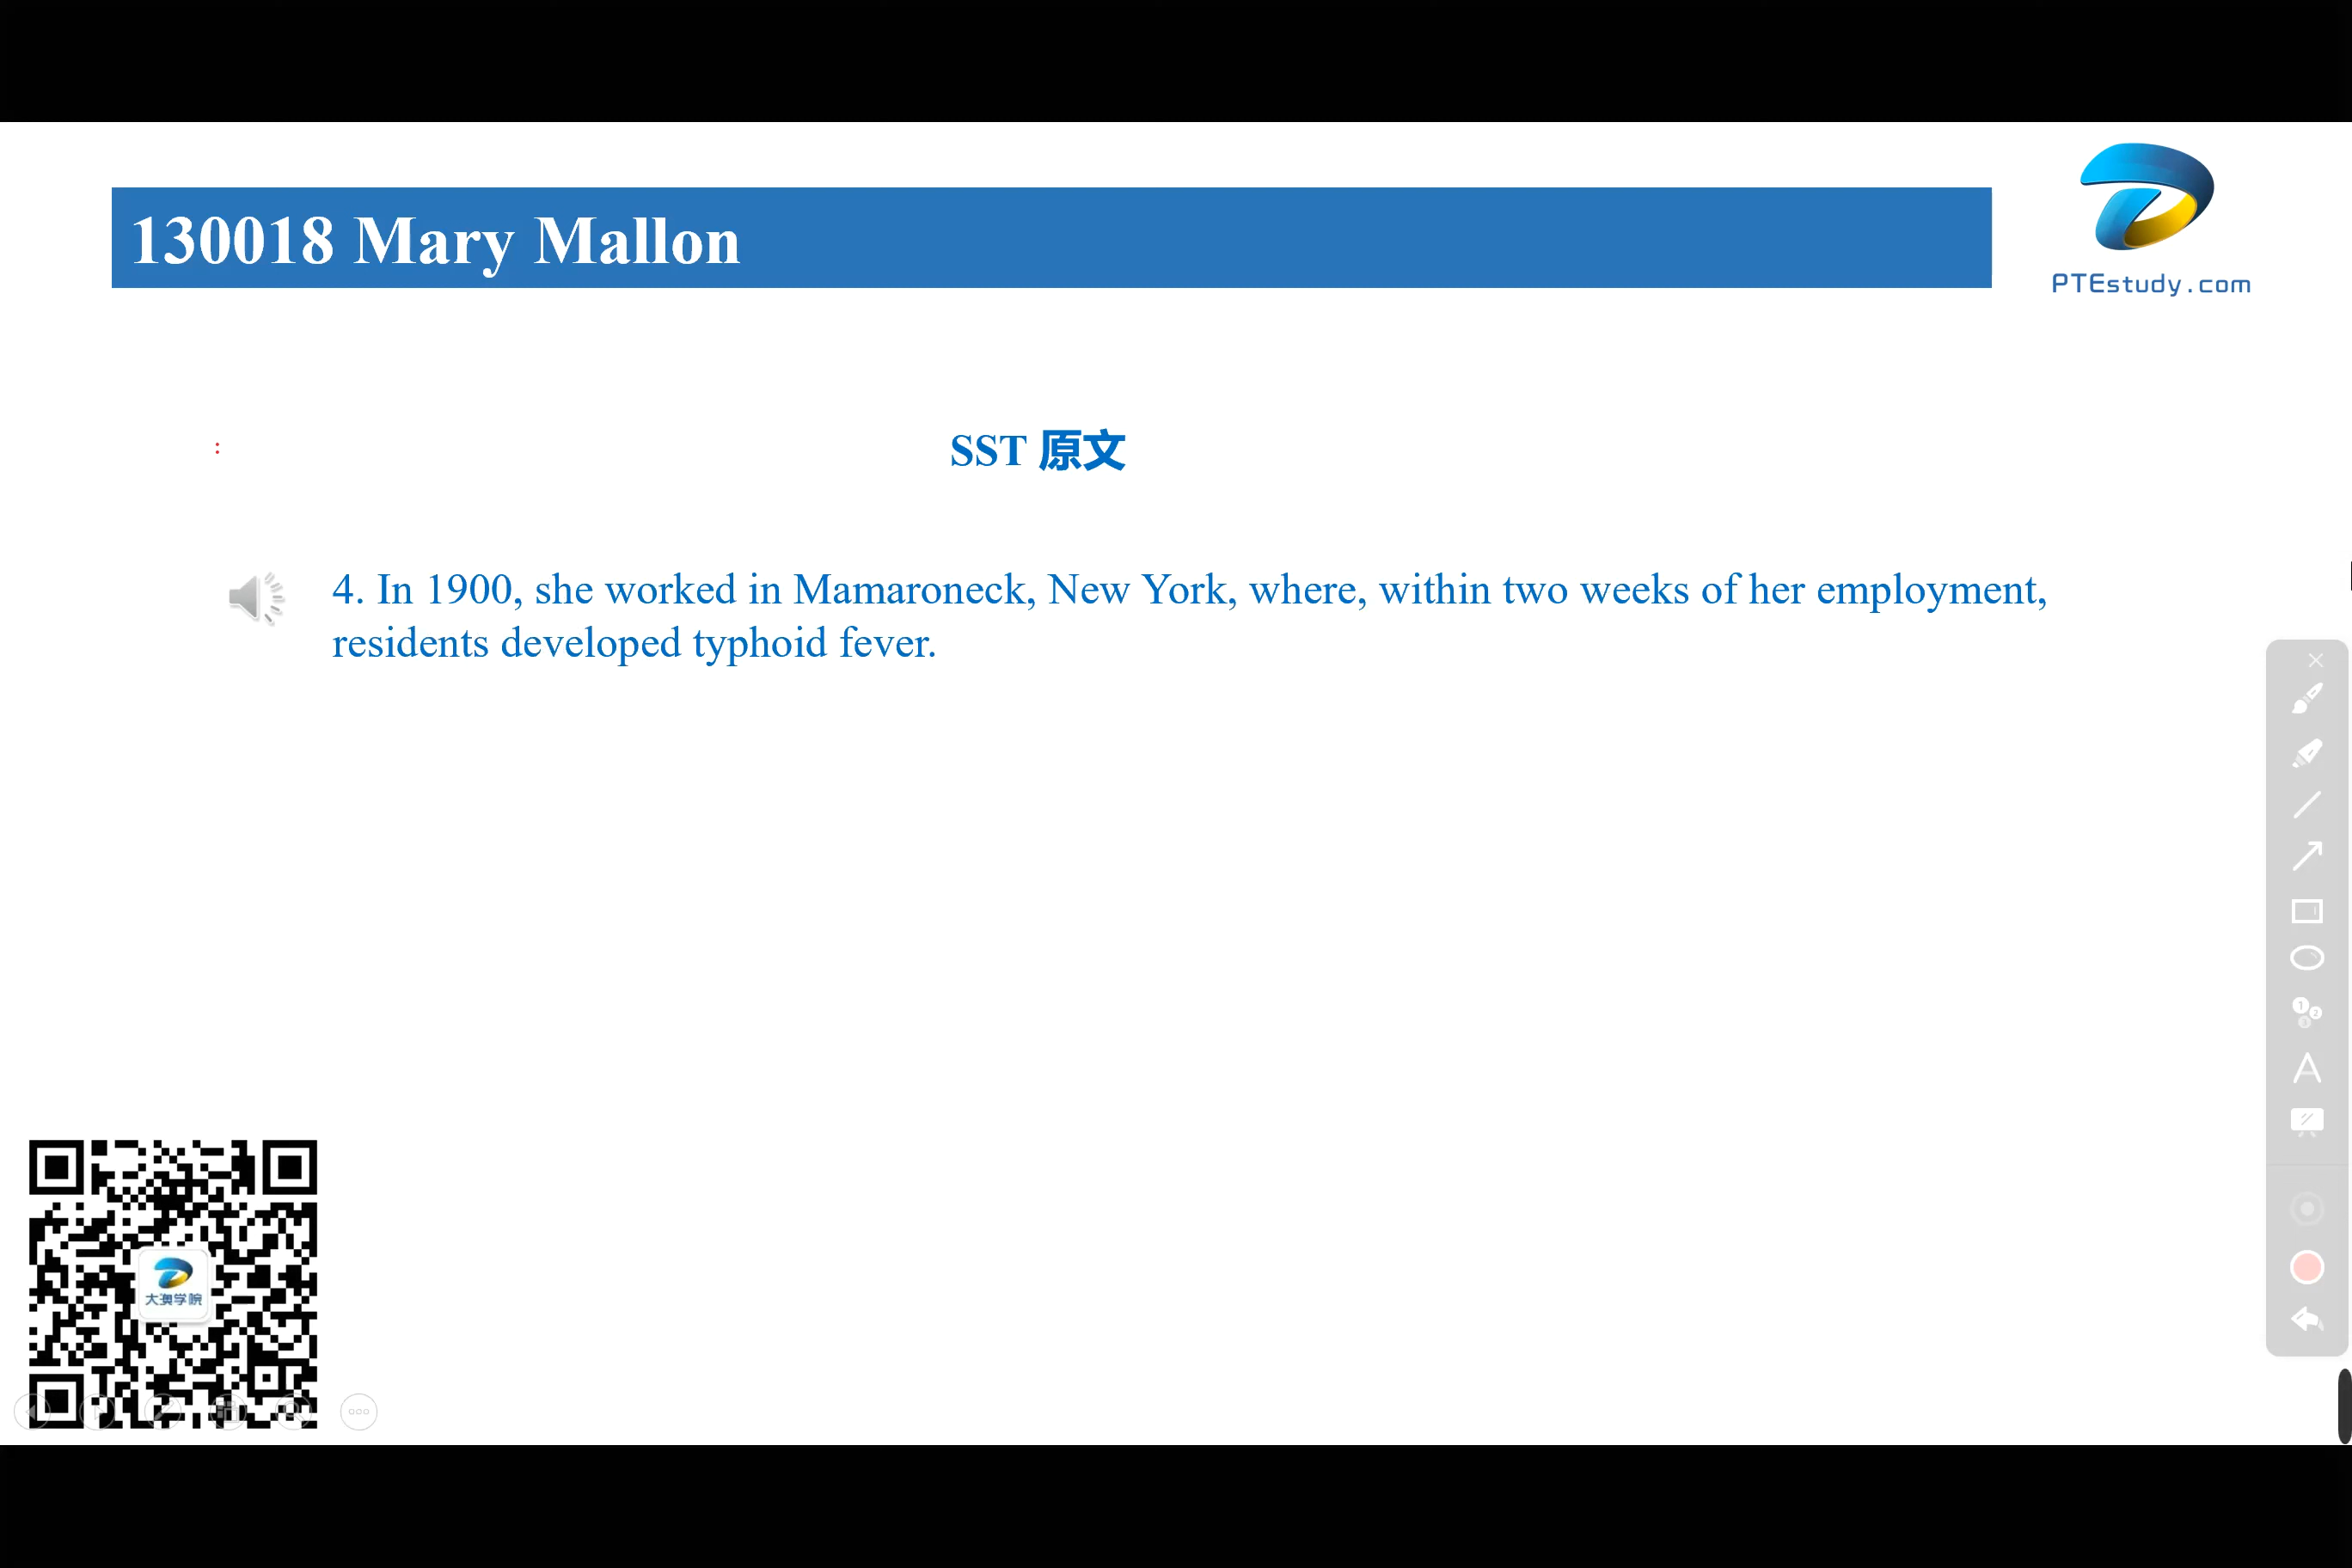 130018 Mary Mallon
PTEstudy.com
:
SST 原文
4. In 1900, she worked in Mamaroneck, New York, where, within two weeks of her employment,
residents developed typhoid fever.
大澳学院